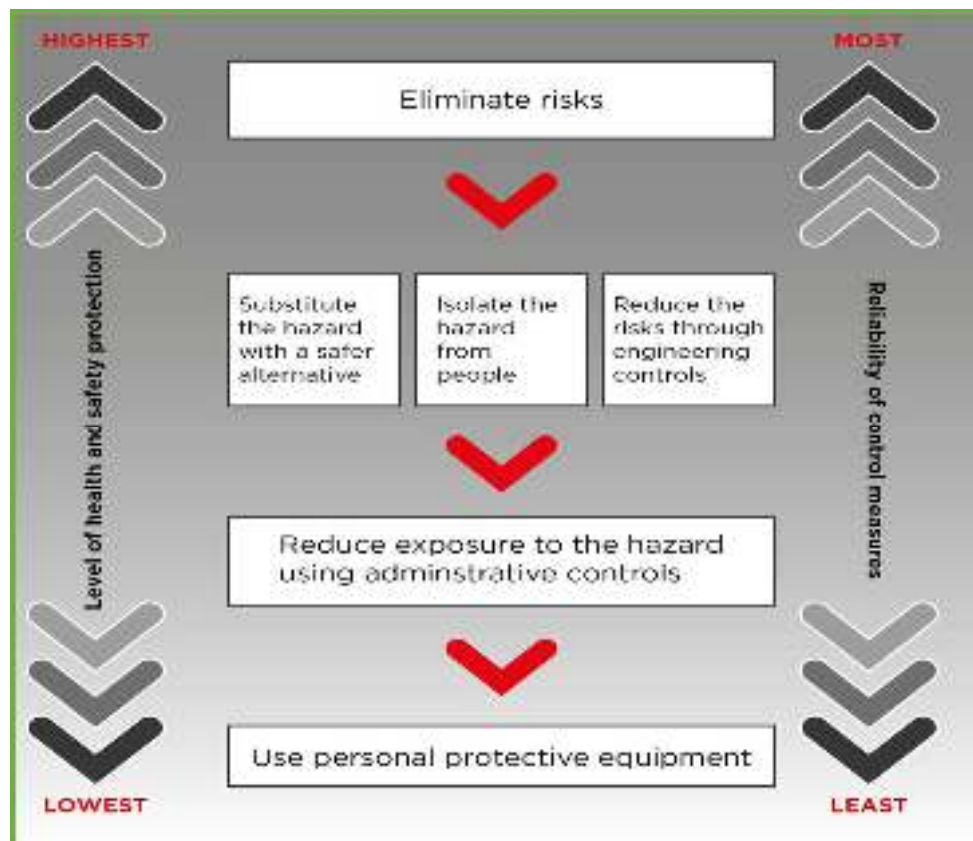 HIGHEST
MOST
Eliminate risks
Substitute
the hazard
with a safer
alternative
Isolate the
hazard
from
people
Reduce the
risks through
engineering
controls
Level of health and safety protection
Reliability of control measures
Reduce exposure to the hazard
using adminstrative controls
Use personal protective equipment
LOWEST
LEAST